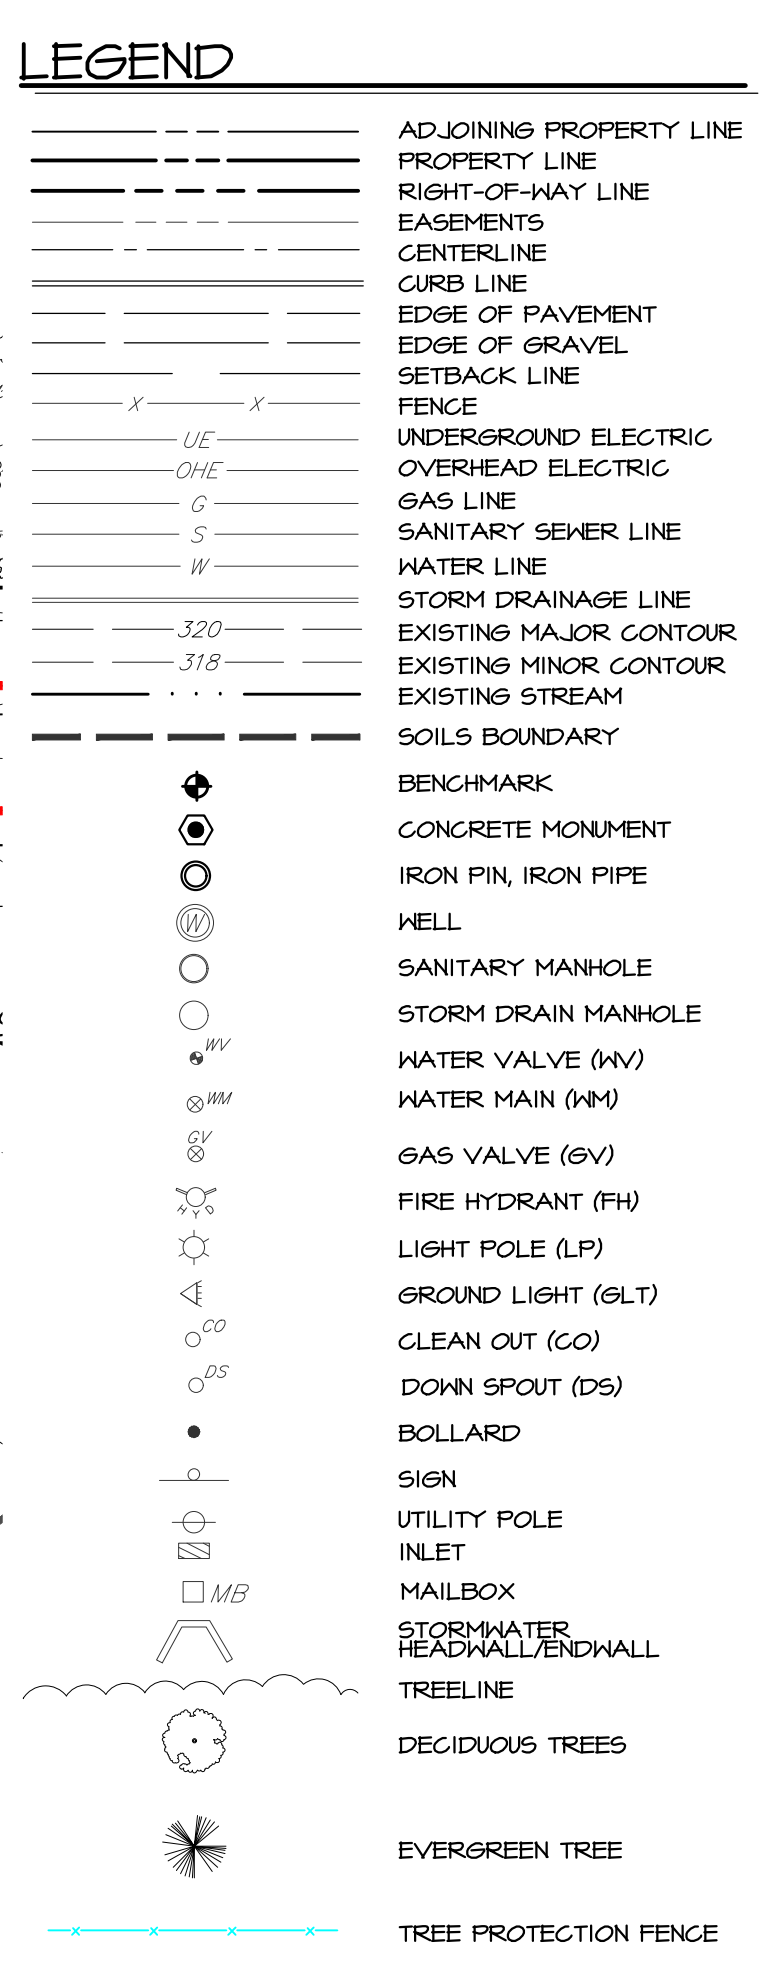 LEGEND
ADJOINING PROPERTY LINE
PROPERTY LINE
RIGHT-OF-WAY LINE
EASEMENTS
CENTERLINE
CURB LINE
EDGE OF PAVEMENT
EDGE OF GRAVEL
SETBACK LINE
X X FENCE
UE UNDERGROUND ELECTRIC
OHE OVERHEAD ELECTRIC
G GAS LINE
S SANITARY SEWER LINE
W WATER LINE
STORM DRAINAGE LINE
320 EXISTING MAJOR CONTOUR
318 EXISTING MINOR CONTOUR
EXISTING STREAM
SOILS BOUNDARY
BENCHMARK
CONCRETE MONUMENT
IRON PIN, IRON PIPE
W WELL
SANITARY MANHOLE
STORM DRAIN MANHOLE
WV WATER VALVE (WV)
WM WATER MAIN (WM)
GV
GAS VALVE (GV)
HYD FIRE HYDRANT (FH)
LIGHT POLE (LP)
GROUND LIGHT (GLT)
CO CLEAN OUT (CO)
DS DOWN SPOUT (DS)
BOLLARD
SIGN
UTILITY POLE
INLET
MB MAILBOX
STORMWATER
HEADWALL/ENDWALL
TREELINE
DECIDUOUS TREES
EVERGREEN TREE
x x x x TREE PROTECTION FENCE